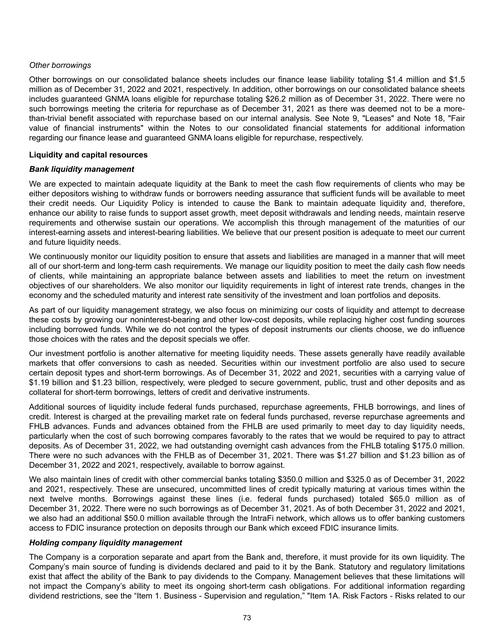 Other borrowings
Other borrowings on our consolidated balance sheets includes our finance lease liability totaling $1.4 million and $1.5
million as of December 31, 2022 and 2021, respectively. In addition, other borrowings on our consolidated balance sheets
includes guaranteed GNMA loans eligible for repurchase totaling $26.2 million as of December 31, 2022. There were no
such borrowings meeting the criteria for repurchase as of December 31, 2021 as there was deemed not to be a more-
than-trivial benefit associated with repurchase based on our internal analysis. See Note 9, "Leases" and Note 18, "Fair
value of financial instruments" within the Notes to our consolidated financial statements for additional information
regarding our finance lease and guaranteed GNMA loans eligible for repurchase, respectively.
Liquidity and capital resources
Bank liquidity management
We are expected to maintain adequate liquidity at the Bank to meet the cash flow requirements of clients who may be
either depositors wishing to withdraw funds or borrowers needing assurance that sufficient funds will be available to meet
their credit needs. Our Liquidity Policy is intended to cause the Bank to maintain adequate liquidity and, therefore,
enhance our ability to raise funds to support asset growth, meet deposit withdrawals and lending needs, maintain reserve
requirements and otherwise sustain our operations. We accomplish this through management of the maturities of our
interest-earning assets and interest-bearing liabilities. We believe that our present position is adequate to meet our current
and future liquidity needs.
We continuously monitor our liquidity position to ensure that assets and liabilities are managed in a manner that will meet
all of our short-term and long-term cash requirements. We manage our liquidity position to meet the daily cash flow needs
of clients, while maintaining an appropriate balance between assets and liabilities to meet the return on investment
objectives of our shareholders. We also monitor our liquidity requirements in light of interest rate trends, changes in the
economy and the scheduled maturity and interest rate sensitivity of the investment and loan portfolios and deposits.
As part of our liquidity management strategy, we also focus on minimizing our costs of liquidity and attempt to decrease
these costs by growing our noninterest-bearing and other low-cost deposits, while replacing higher cost funding sources
including borrowed funds. While we do not control the types of deposit instruments our clients choose, we do influence
those choices with the rates and the deposit specials we offer.
Our investment portfolio is another alternative for meeting liquidity needs. These assets generally have readily available
markets that offer conversions to cash as needed. Securities within our investment portfolio are also used to secure
certain deposit types and short-term borrowings. As of December 31, 2022 and 2021, securities with a carrying value of
$1.19 billion and $1.23 billion, respectively, were pledged to secure government, public, trust and other deposits and as
collateral for short-term borrowings, letters of credit and derivative instruments.
Additional sources of liquidity include federal funds purchased, repurchase agreements, FHLB borrowings, and lines of
credit. Interest is charged at the prevailing market rate on federal funds purchased, reverse repurchase agreements and
FHLB advances. Funds and advances obtained from the FHLB are used primarily to meet day to day liquidity needs,
particularly when the cost of such borrowing compares favorably to the rates that we would be required to pay to attract
deposits. As of December 31, 2022, we had outstanding overnight cash advances from the FHLB totaling $175.0 million.
There were no such advances with the FHLB as of December 31, 2021. There was $1.27 billion and $1.23 billion as of
December 31, 2022 and 2021, respectively, available to borrow against.
We also maintain lines of credit with other commercial banks totaling $350.0 million and $325.0 as of December 31, 2022
and 2021, respectively. These are unsecured, uncommitted lines of credit typically maturing at various times within the
next twelve months. Borrowings against these lines (i.e. federal funds purchased) totaled $65.0 million as of
December 31, 2022. There were no such borrowings as of December 31, 2021. As of both December 31, 2022 and 2021,
we also had an additional $50.0 million available through the IntraFi network, which allows us to offer banking customers
access to FDIC insurance protection on deposits through our Bank which exceed FDIC insurance limits.
Holding company liquidity management
The Company is a corporation separate and apart from the Bank and, therefore, it must provide for its own liquidity. The
Company's main source of funding is dividends declared and paid to it by the Bank. Statutory and regulatory limitations
exist that affect the ability of the Bank to pay dividends to the Company. Management believes that these limitations will
not impact the Company's ability to meet its ongoing short-term cash obligations. For additional information regarding
dividend restrictions, see the "Item 1. Business - Supervision and regulation," "Item 1A. Risk Factors - Risks related to our
73